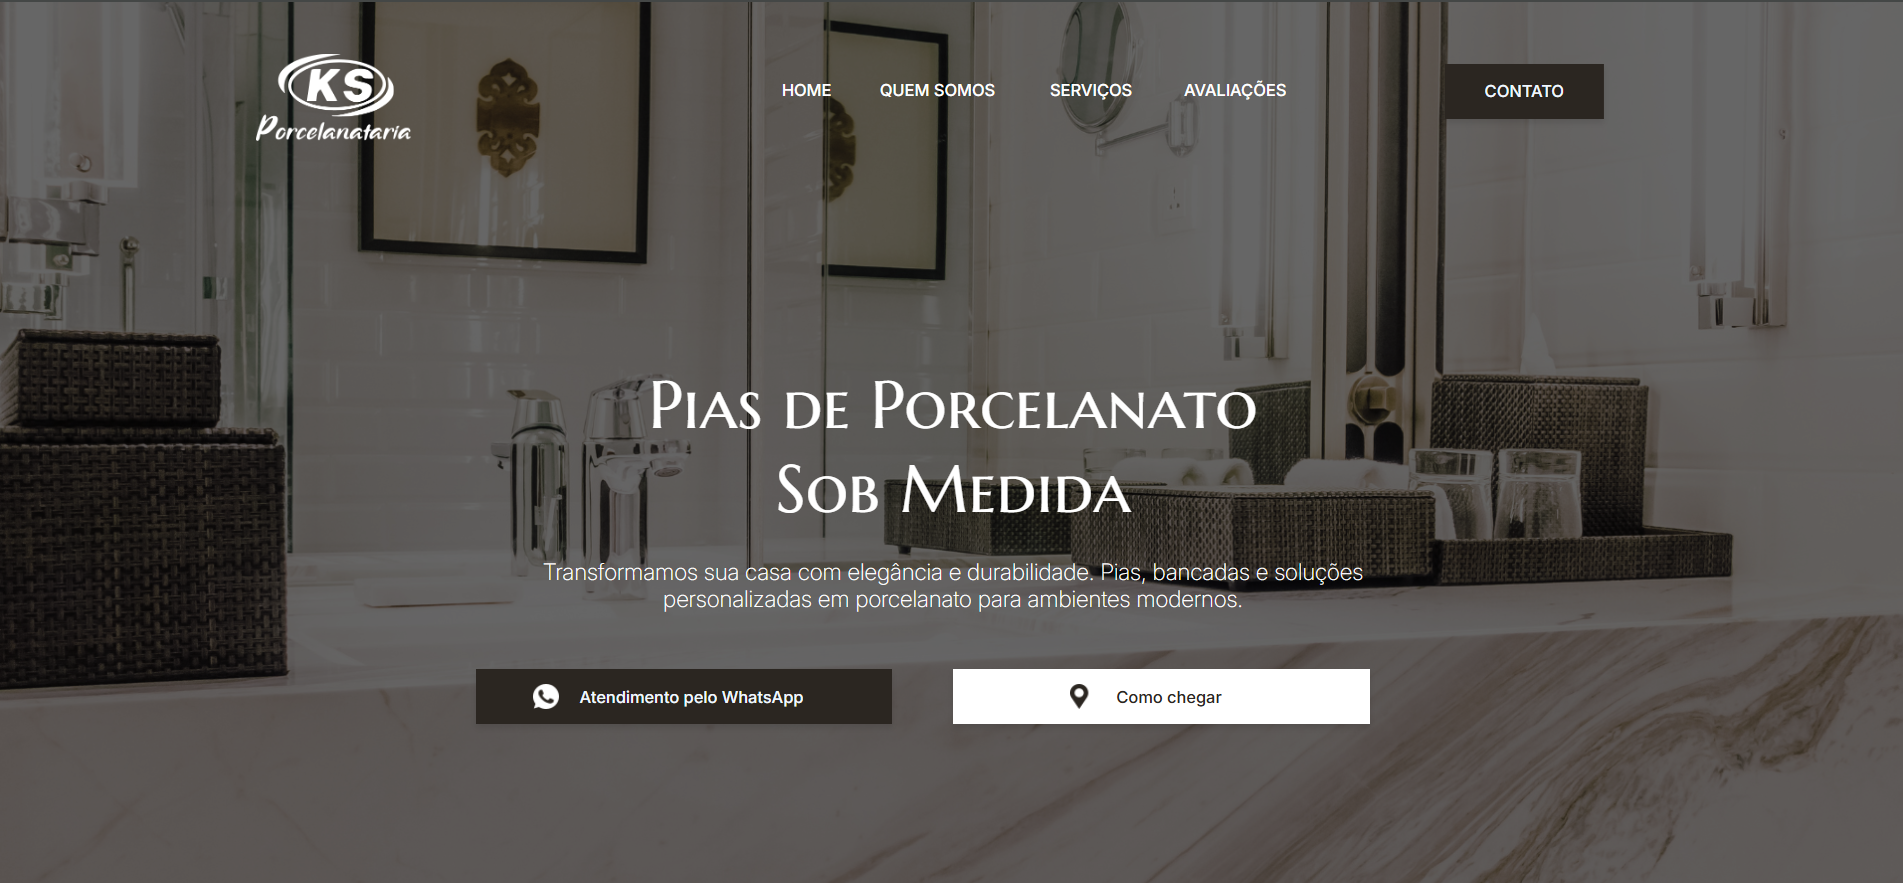 KS
Porcelanataria
HOME
QUEM SOMOS
SERVIÇOS
AVALIAÇÕES
CONTATO
Pias de Porcelanato
Sob Medida
Transformamos sua casa com elegância e durabilidade. Pias, bancadas e soluções
personalizadas em porcelanato para ambientes modernos.
Atendimento pelo WhatsApp
Como chegar